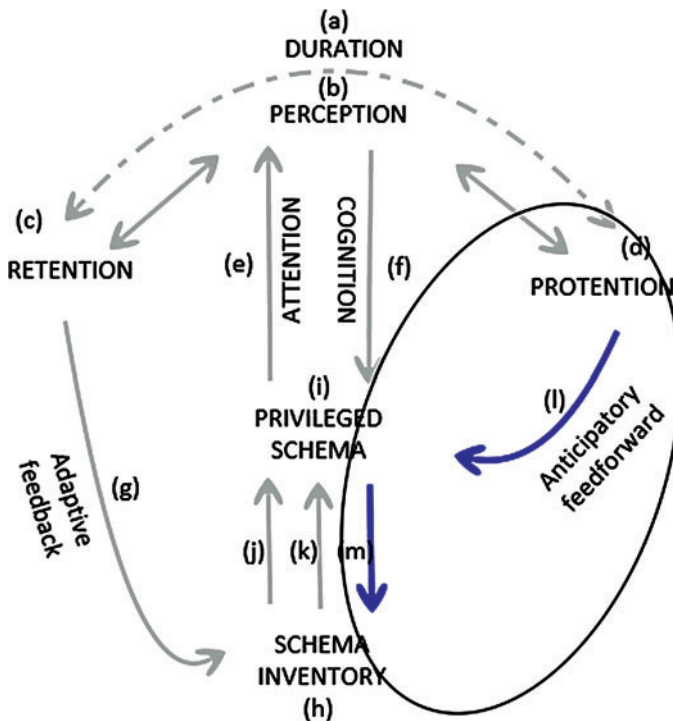 (a)
DURATION
(b)
PERCEPTION
(c)
RETENTION
(d)
PROTENTION
(e)
ATTENTION
COGNITION
(f)
(i)
PRIVILEGED
SCHEMA
(l)
Anticipatory
feedforward
(g)
Adaptive
feedback
(j)
(k)
(m)
SCHEMA
INVENTORY
(h)